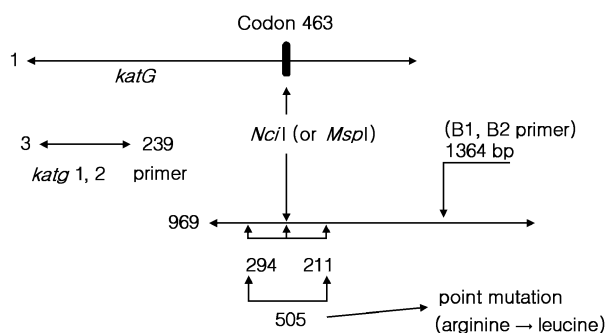 Codon 463
1
katG
NciI (or MspI)
(B1, B2 primer)
1364 bp
3 239
katg 1, 2 primer
969
294 211
505
point mutation
(arginine → leucine)